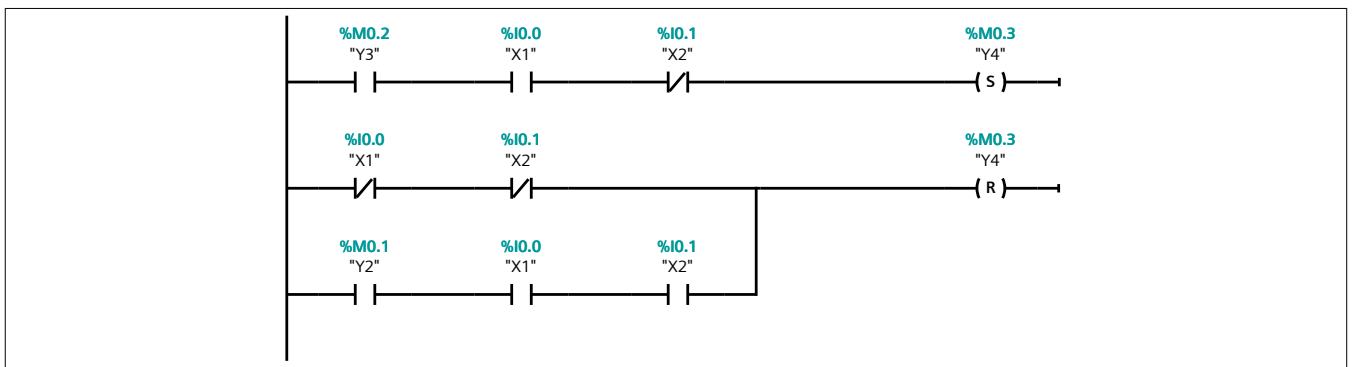 %M0.2 %I0.0 %I0.1 %M0.3
"Y3" "X1" "X2" "Y4"
S
%I0.0 %I0.1 %M0.3
"X1" "X2" "Y4"
R
%M0.1 %I0.0 %I0.1
"Y2" "X1" "X2"